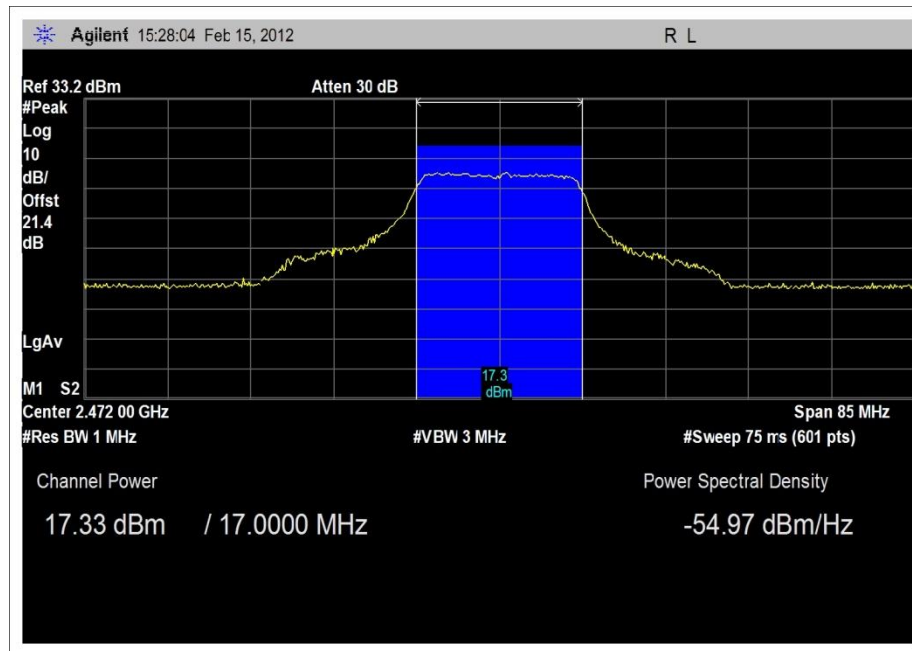 Agilent 15:28:04 Feb 15, 2012 R L
Ref 33.2 dBm Atten 30 dB
#Peak
Log
10
dB/
Offst
21.4
dB
LgAv
17.3
dBm
M1 S2
Center 2.472 00 GHz Span 85 MHz
#Res BW 1 MHz #VBW 3 MHz #Sweep 75 ms (601 pts)
Channel Power Power Spectral Density
17.33 dBm / 17.0000 MHz -54.97 dBm/Hz